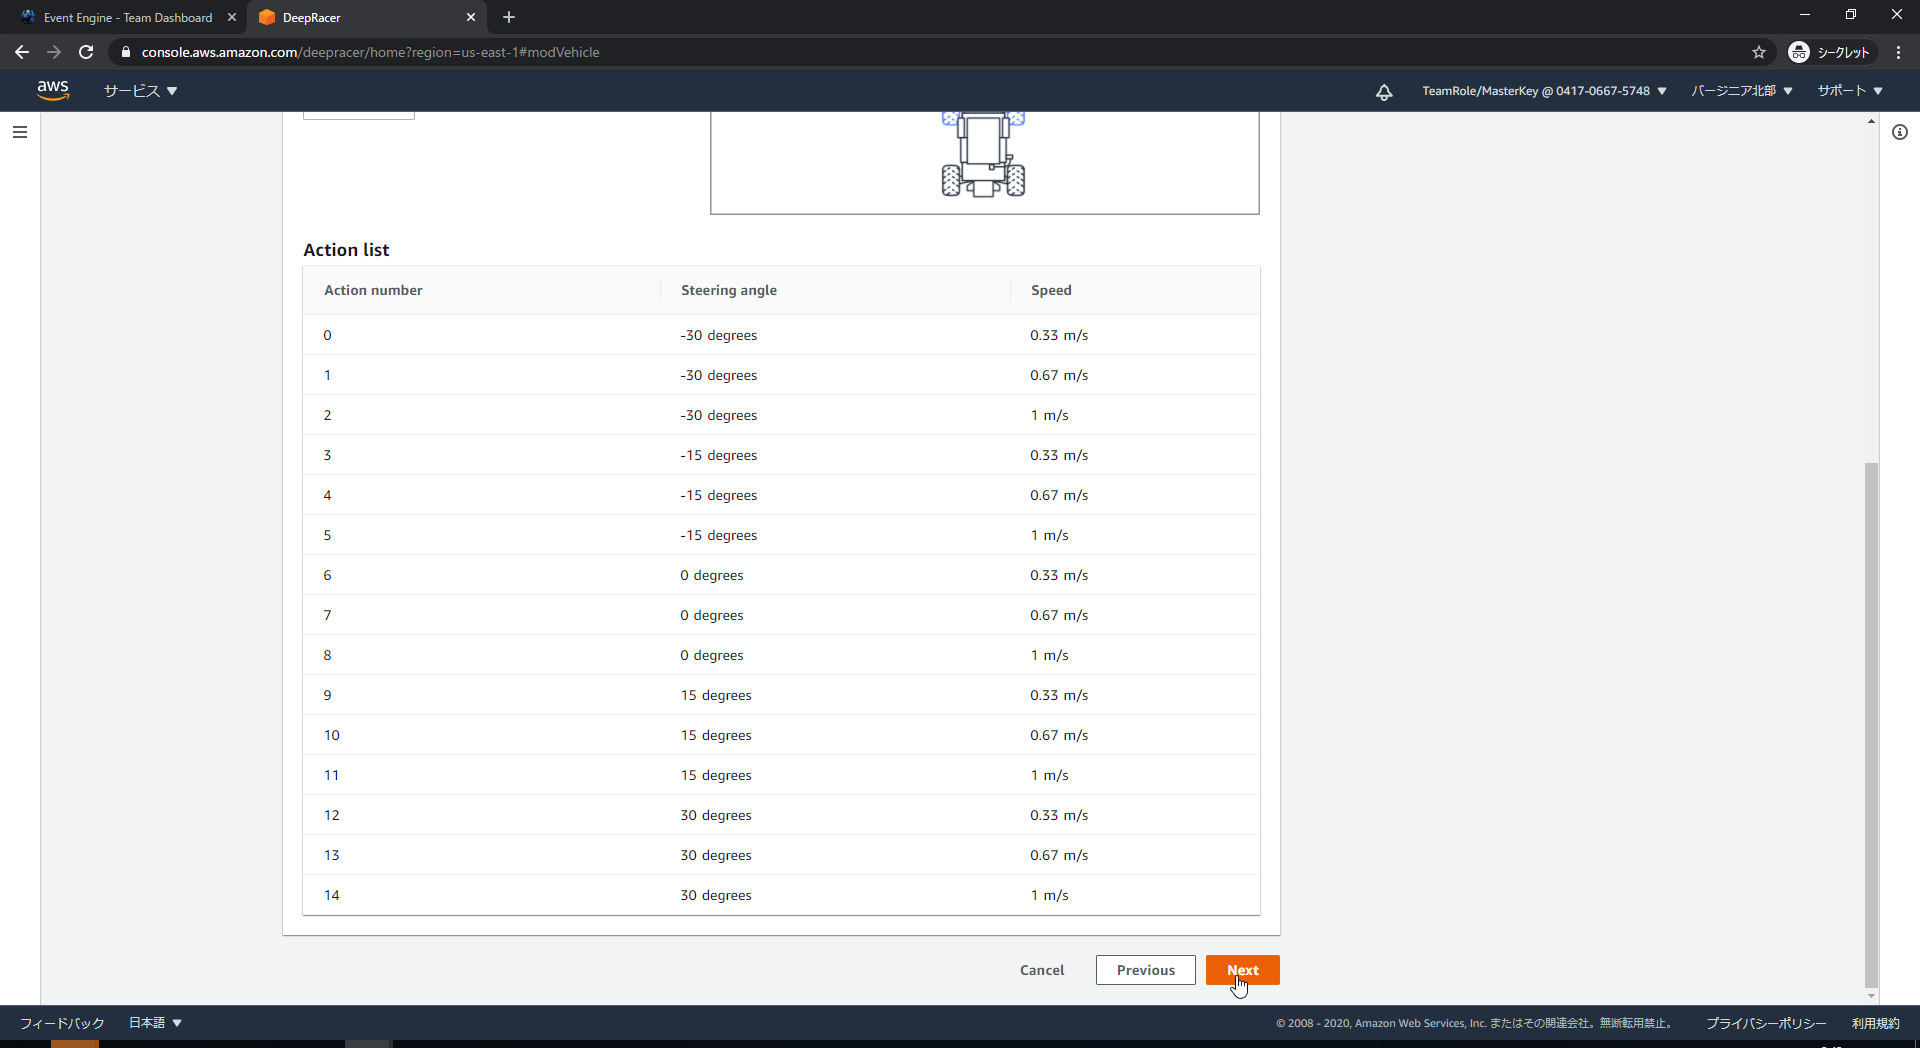 Event Engine - Team Dashboard
DeepRacer
console.aws.amazon.com/deepracer/home?region=us-east-1#modVehicle
シークレット
aws
サービス
TeamRole/MasterKey @ 0417-0667-5748
バージニア北部
サポート
Action list
Action number Steering angle Speed
0 -30 degrees 0.33 m/s
1 -30 degrees 0.67 m/s
2 -30 degrees 1 m/s
3 -15 degrees 0.33 m/s
4 -15 degrees 0.67 m/s
5 -15 degrees 1 m/s
6 0 degrees 0.33 m/s
7 0 degrees 0.67 m/s
8 0 degrees 1 m/s
9 15 degrees 0.33 m/s
10 15 degrees 0.67 m/s
11 15 degrees 1 m/s
12 30 degrees 0.33 m/s
13 30 degrees 0.67 m/s
14 30 degrees 1 m/s
Cancel
Previous
Next
フィードバック
日本語
© 2008 - 2020, Amazon Web Services, Inc. またはその関連会社。無断転用禁止。
プライバシーポリシー
利用規約